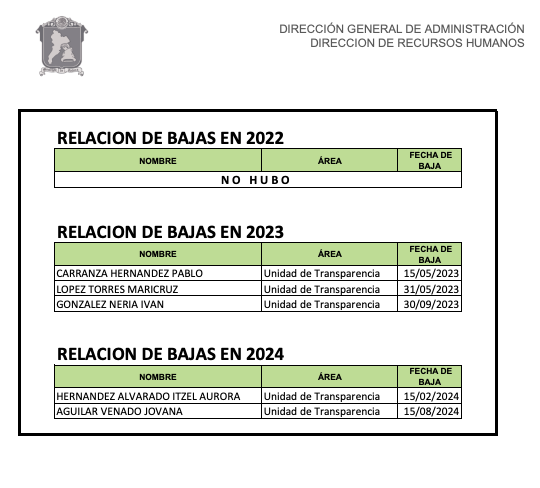 DIRECCIÓN GENERAL DE ADMINISTRACIÓN
DIRECCION DE RECURSOS HUMANOS
RELACION DE BAJAS EN 2022
NOMBRE ÁREA FECHA DE BAJA
NO HUBO
RELACION DE BAJAS EN 2023
NOMBRE ÁREA FECHA DE BAJA
CARRANZA HERNANDEZ PABLO Unidad de Transparencia 15/05/2023
LOPEZ TORRES MARICRUZ Unidad de Transparencia 31/05/2023
GONZALEZ NERIA IVAN Unidad de Transparencia 30/09/2023
RELACION DE BAJAS EN 2024
NOMBRE ÁREA FECHA DE BAJA
HERNANDEZ ALVARADO ITZEL AURORA Unidad de Transparencia 15/02/2024
AGUILAR VENADO JOVANA Unidad de Transparencia 15/08/2024